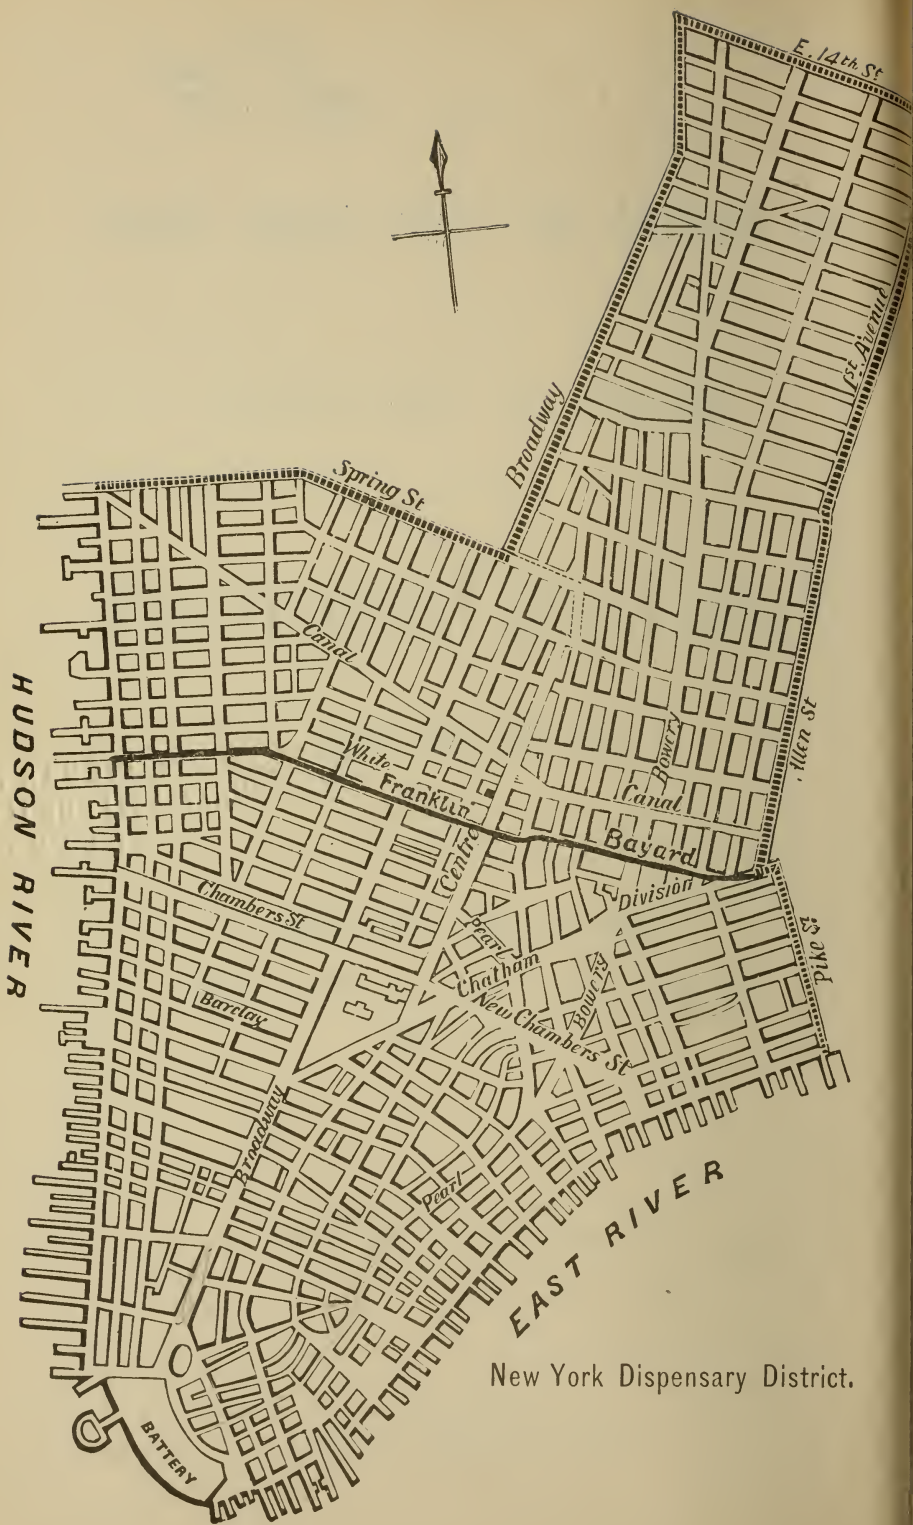 E. 14th St
1st Avenue
Broadway
Spring St
Canal
HUDSON RIVER
White
Franklin
Bowery
Canal
Allen St
Bayard
Division
Centre
Chambers St
Pearl
Chatham
Bowery
Pike St
Barclay
New Chambers St
Broadway
Pearl
EAST RIVER
New York Dispensary District.
BATTERY